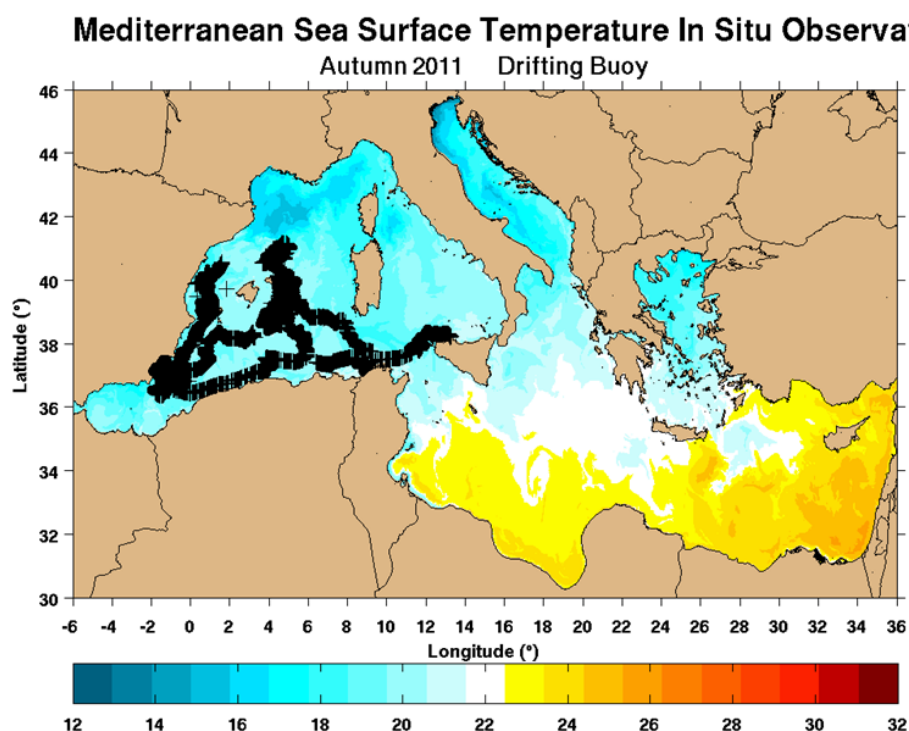 Mediterranean Sea Surface Temperature In Situ Observa
Autumn 2011 Drifting Buoy
46
44
42
40
38
36
34
32
30
Latitude (°)
-6 -4 -2 0 2 4 6 8 10 12 14 16 18 20 22 24 26 28 30 32 34 36
Longitude (°)
12 14 16 18 20 22 24 26 28 30 32